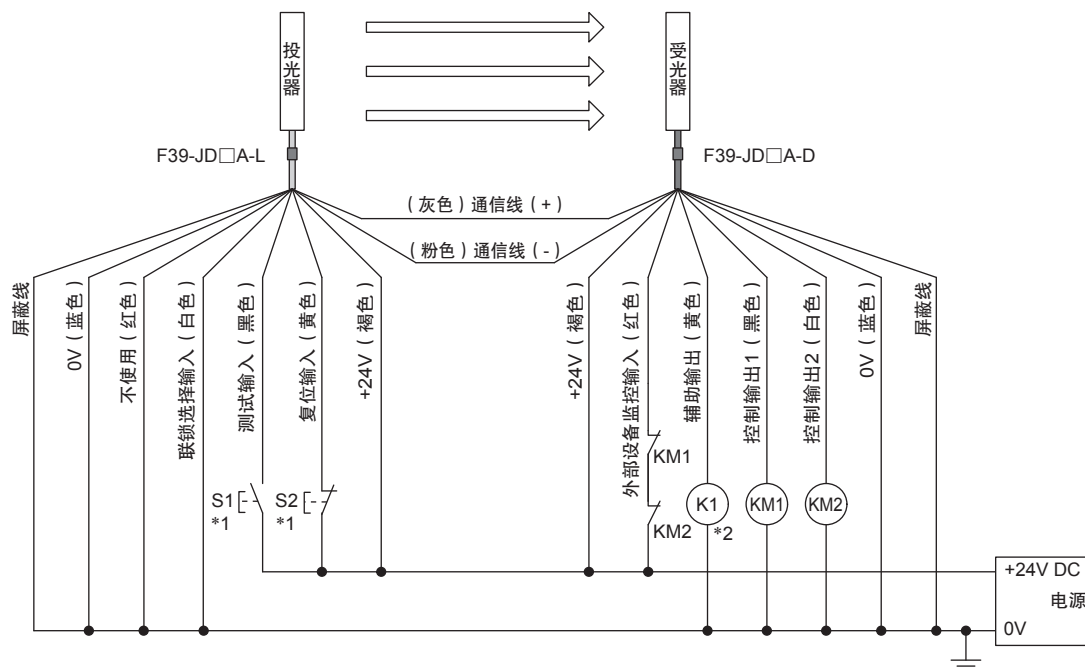 投光器
受光器
F39-JD□A-L
F39-JD□A-D
(灰色)通信线(+)
(粉色)通信线(-)
屏蔽线
0V(蓝色)
不使用(红色)
联锁选择输入(白色)
测试输入(黑色)
复位输入(黄色)
+24V(褐色)
+24V(褐色)
外部设备监控输入(红色)
辅助输出(黄色)
控制输出1(黑色)
控制输出2(白色)
0V(蓝色)
屏蔽线
KM1
S1
*1
S2
*1
KM2
K1
*2
KM1
KM2
+24V DC
电源
0V